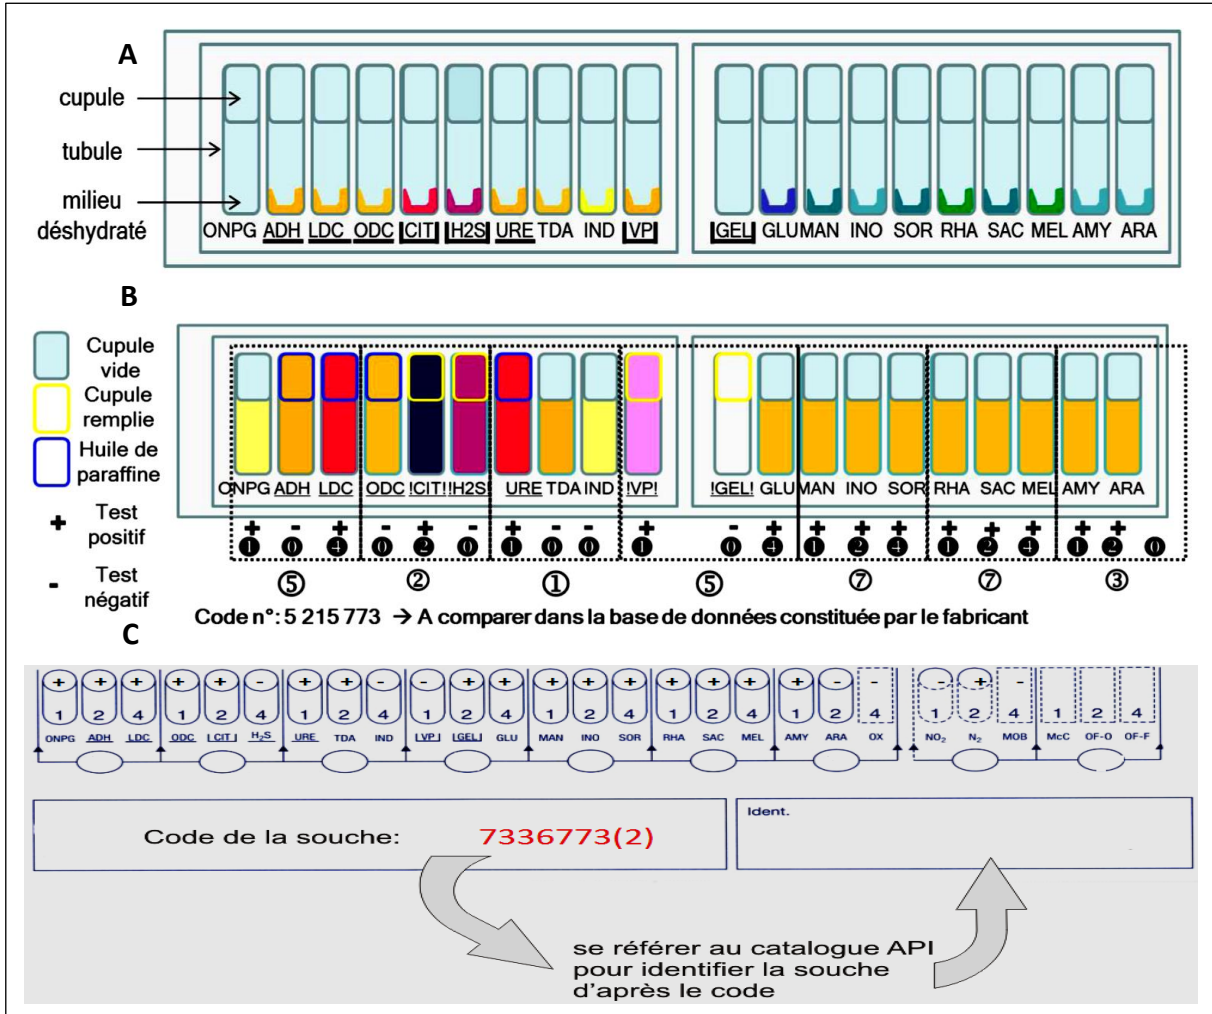 A
cupule
tubule
milieu
déshydraté
ONPG ADH LDC ODC |CIT| |H2S| URE TDA IND |VP| |GEL| GLU MAN INO SOR RHA SAC MEL AMY ARA
B
Cupule
vide
Cupule
remplie
Huile de
paraffine
+ Test
positif
- Test
négatif
ONPG ADH LDC ODC !CIT! !H2S! URE TDA IND !VP! !GEL! GLU MAN INO SOR RHA SAC MEL AMY ARA
+ - + - + - + - - + - + + + + + + + + +
1 0 4 0 2 0 1 0 0 1 0 4 1 2 4 1 2 4 1 2 0
5 2 1 5 7 7 3
Code n°: 5 215 773 → A comparer dans la base de données constituée par le fabricant
C
+ + + + + - + + - - + + + + + + + + + - - - + -
1 2 4 1 2 4 1 2 4 1 2 4 1 2 4 1 2 4 1 2 4 1 2 4 1 2 4
ONPG ADH LDC ODC |CIT| H₂S URE TDA IND |VP| |GEL| GLU MAN INO SOR RHA SAC MEL AMY ARA OX NO₂ N₂ MOB McC OF-O OF-F
Code de la souche: 7336773(2)
Ident.
se référer au catalogue API
pour identifier la souche
d'après le code